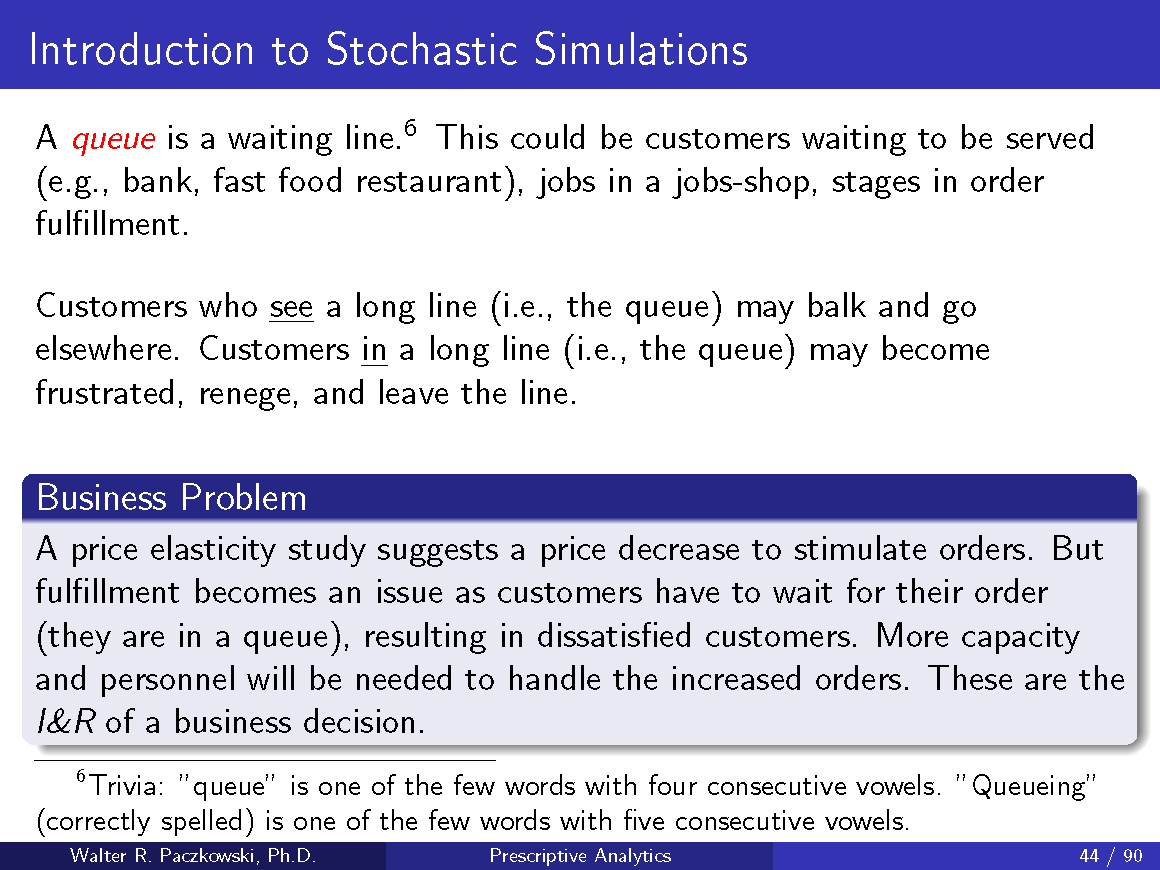 Introduction to Stochastic Simulations
A queue is a waiting line.6 This could be customers waiting to be served
(e.g., bank, fast food restaurant), jobs in a jobs-shop, stages in order
fulfillment.
Customers who see a long line (i.e., the queue) may balk and go
elsewhere. Customers in a long line (i.e., the queue) may become
frustrated, renege, and leave the line.
Business Problem
A price elasticity study suggests a price decrease to stimulate orders. But
fulfillment becomes an issue as customers have to wait for their order
(they are in a queue), resulting in dissatisfied customers. More capacity
and personnel will be needed to handle the increased orders. These are the
I&R of a business decision.
6Trivia: ”queue” is one of the few words with four consecutive vowels. ”Queueing”
(correctly spelled) is one of the few words with five consecutive vowels.
Walter R. Paczkowski, Ph.D. Prescriptive Analytics 44 / 90